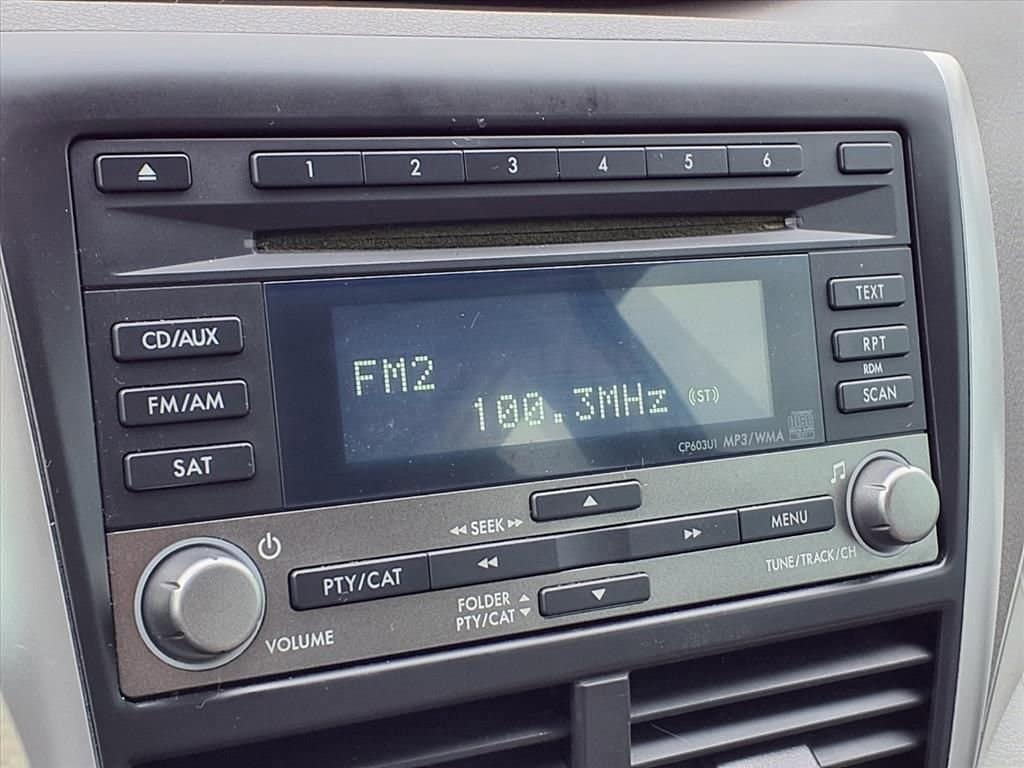 1 2 3 4 5 6
CD/AUX
FM/AM
SAT
FM2
100.3MHz ((ST))
CP603U1 MP3/WMA
TEXT
RPT
RDM
SCAN
SEEK
PTY/CAT
MENU
TUNE/TRACK/CH
VOLUME
FOLDER
PTY/CAT